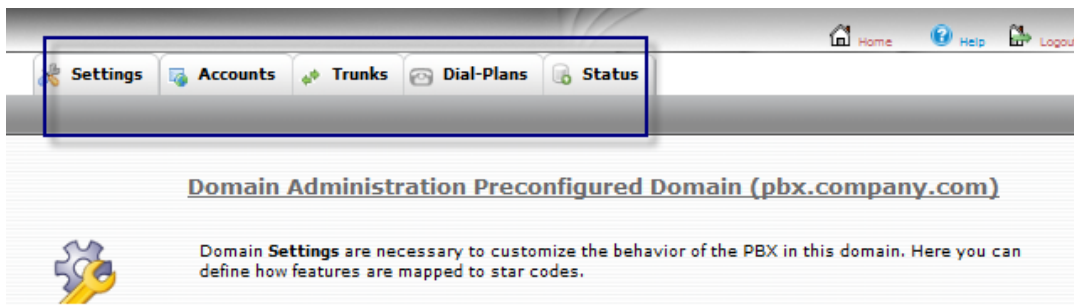 Home Help Logou
Settings Accounts Trunks Dial-Plans Status
Domain Administration Preconfigured Domain (pbx.company.com)
Domain Settings are necessary to customize the behavior of the PBX in this domain. Here you can
define how features are mapped to star codes.